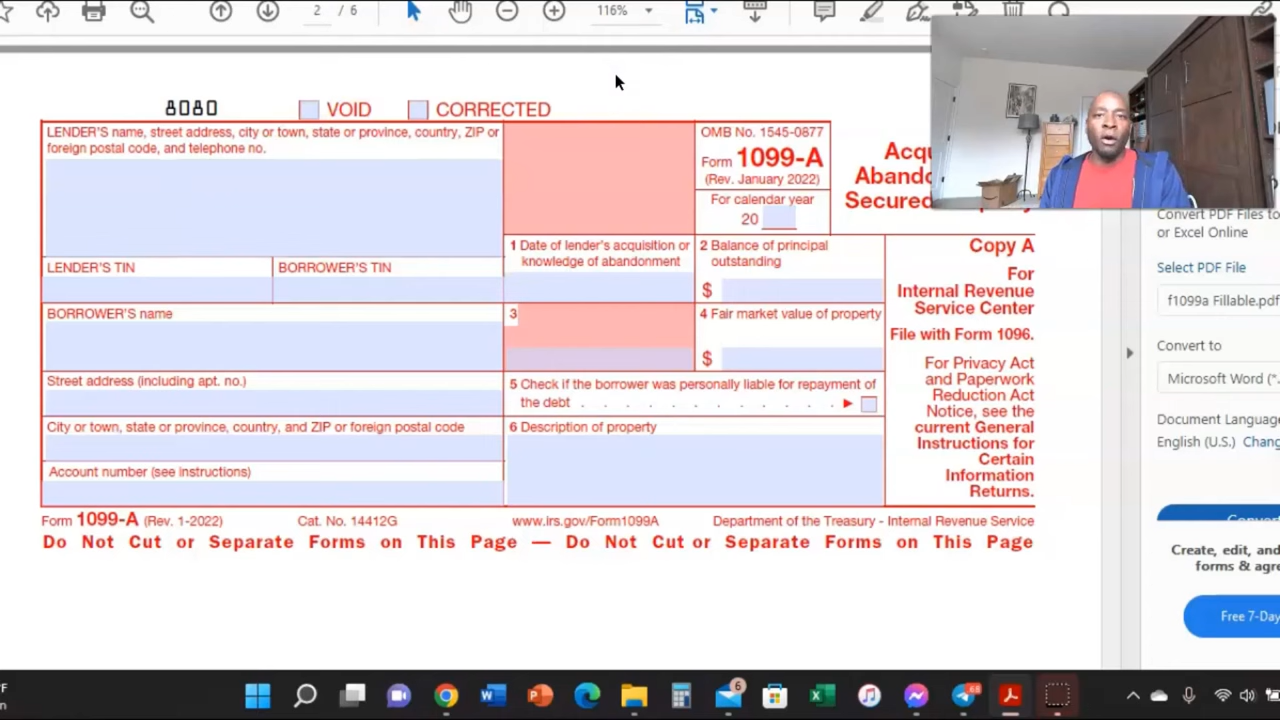 2 / 6
116%
8080
VOID
CORRECTED
LENDER'S name, street address, city or town, state or province, country, ZIP or
foreign postal code, and telephone no.
OMB No. 1545-0877
Form 1099-A
(Rev. January 2022)
For calendar year
20
Secured
LENDER'S TIN
BORROWER'S TIN
1 Date of lender's acquisition or
knowledge of abandonment
2 Balance of principal
outstanding
$
Copy A
For
Internal Revenue
Service Center
File with Form 1096.
BORROWER'S name
3
4 Fair market value of property
$
For Privacy Act
and Paperwork
Reduction Act
Notice, see the
current General
Instructions for
Certain
Information
Returns.
Street address (including apt. no.)
5 Check if the borrower was personally liable for repayment of
the debt . . . . . . . . . . . . . ►
City or town, state or province, country, and ZIP or foreign postal code
6 Description of property
Account number (see instructions)
Form 1099-A (Rev. 1-2022)
Cat. No. 14412G
www.irs.gov/Form1099A
Department of the Treasury - Internal Revenue Service
Do Not Cut or Separate Forms on This Page — Do Not Cut or Separate Forms on This Page
Convert PDF Files to
or Excel Online
Select PDF File
f1099a Fillable.pdf
Convert to
Microsoft Word (*.
Document Language
English (U.S.) Chang
Create, edit, and
forms & agre
Free 7-Day
6
68